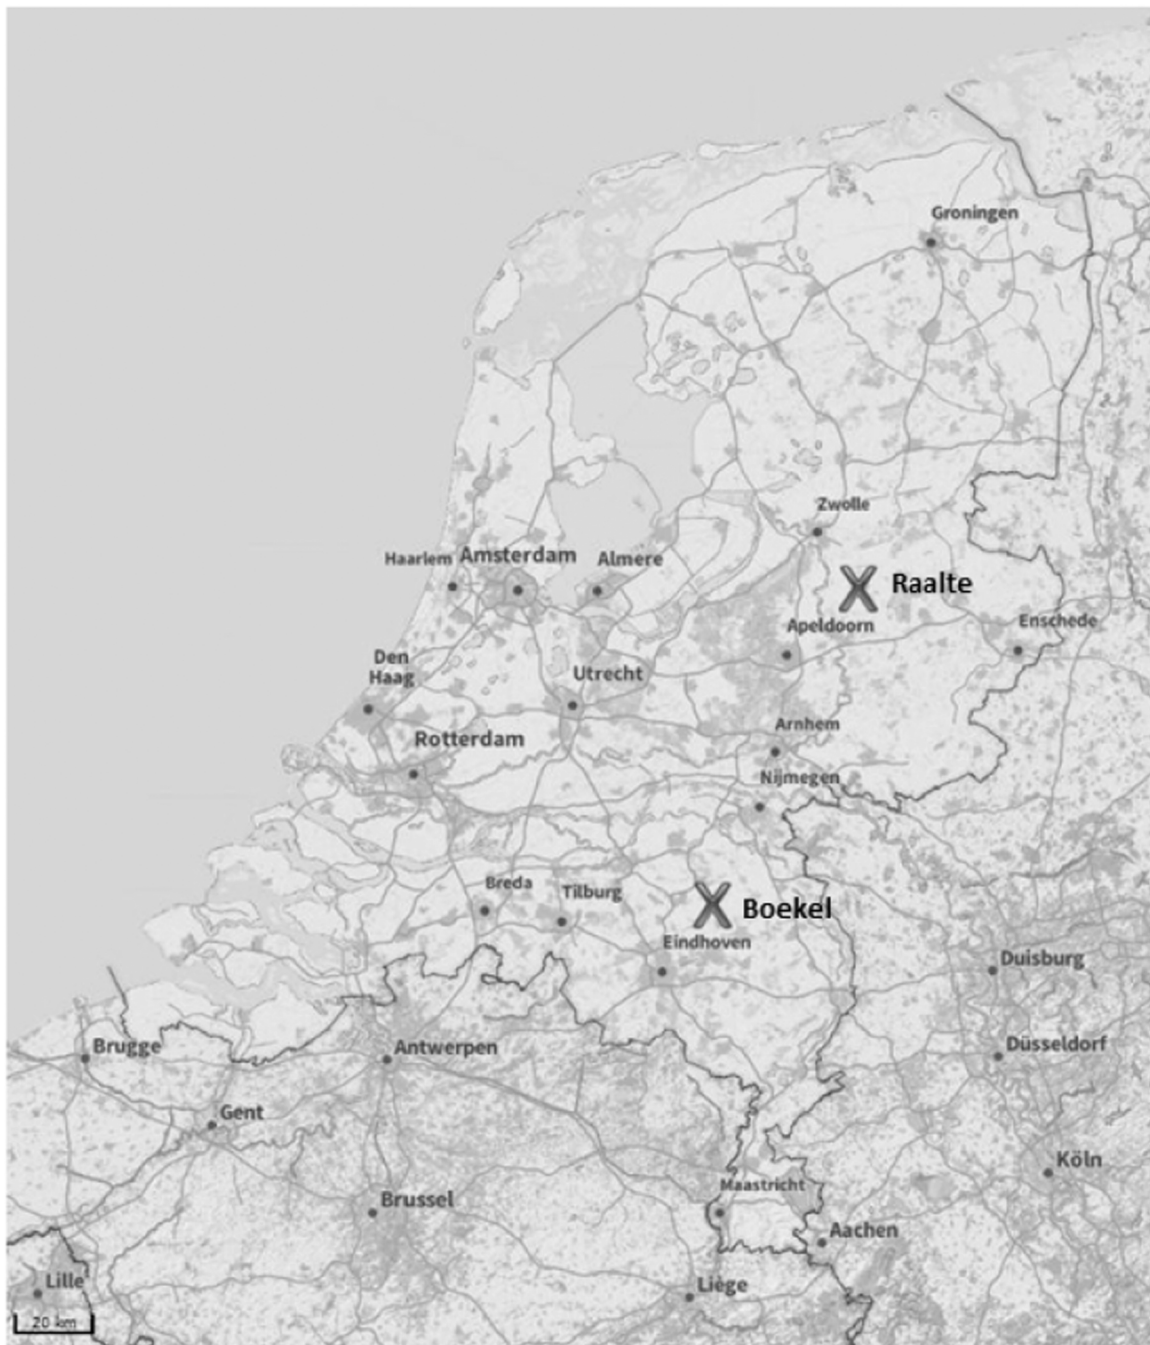 Groningen
Zwolle
Haarlem
Amsterdam
Almere
X Raalte
Apeldoorn
Enschede
Den
Haag
Utrecht
Rotterdam
Arnhem
Nijmegen
Breda
Tilburg
X Boekel
Eindhoven
Duisburg
Brugge
Antwerpen
Düsseldorf
Gent
Köln
Maastricht
Brussel
Aachen
Lille
Liège
20 km